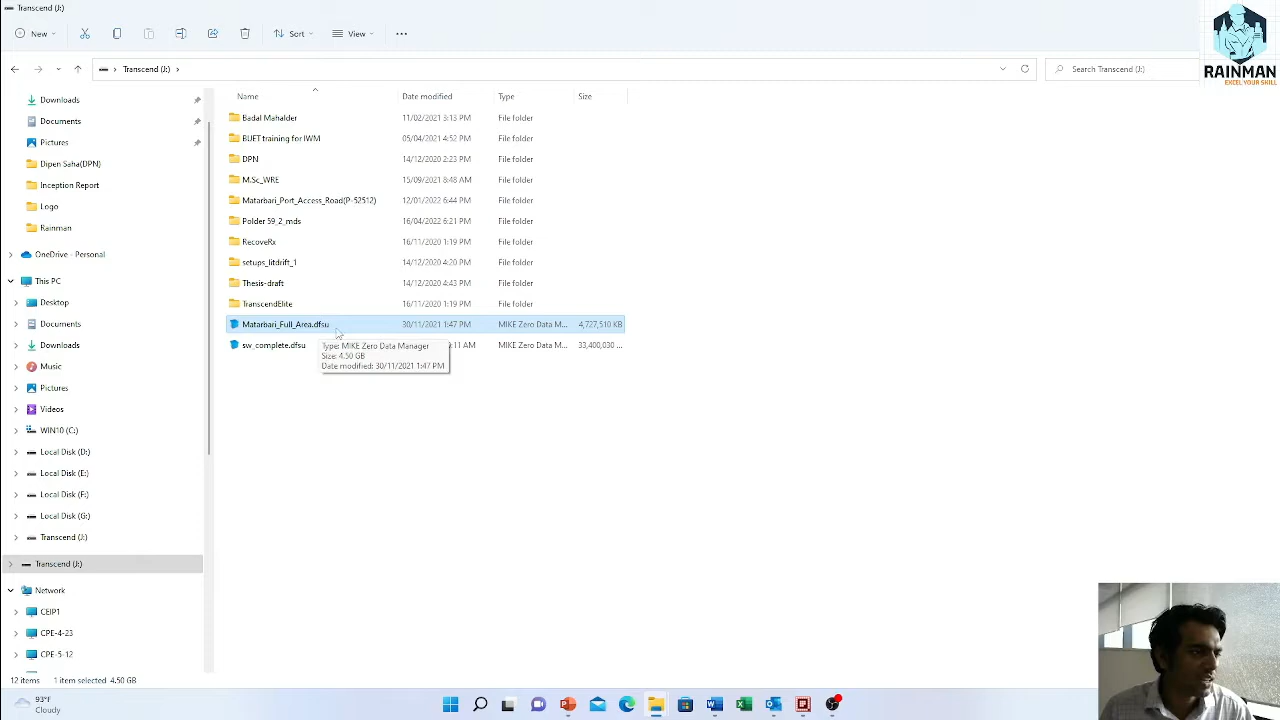 Transcend (J:)
New
Sort
View
Transcend (J:)
Search Transcend (J:)
RAINMAN
EXCEL YOUR SKILL
Downloads
Documents
Pictures
Dipen Saha(DPN)
Inception Report
Logo
Rainman
OneDrive - Personal
This PC
Desktop
Documents
Downloads
Music
Pictures
Videos
WIN10 (C:)
Local Disk (D:)
Local Disk (E:)
Local Disk (F:)
Local Disk (G:)
Transcend (J:)
Transcend (J:)
Network
CEIP1
CPE-4-23
CPE-5-12
Name Date modified Type Size
Badal Mahalder 11/02/2021 3:13 PM File folder
BUET training for IWM 05/04/2021 4:52 PM File folder
DPN 14/12/2020 2:23 PM File folder
M.Sc_WRE 15/09/2021 8:48 AM File folder
Matarbari_Port_Access_Road(P-52512) 12/01/2022 6:44 PM File folder
Polder 59_2_mds 16/04/2022 6:21 PM File folder
RecoveRx 16/11/2020 1:19 PM File folder
setups_litdrift_1 14/12/2020 4:20 PM File folder
Thesis-draft 14/12/2020 4:43 PM File folder
TranscendElite 16/11/2020 1:19 PM File folder
Matarbari_Full_Area.dfsu 30/11/2021 1:47 PM MIKE Zero Data M... 4,727,510 KB
sw_complete.dfsu :11 AM MIKE Zero Data M... 33,400,030 ...
Type: MIKE Zero Data Manager
Size: 4.50 GB
Date modified: 30/11/2021 1:47 PM
12 items 1 item selected 4.50 GB
93°F
Cloudy